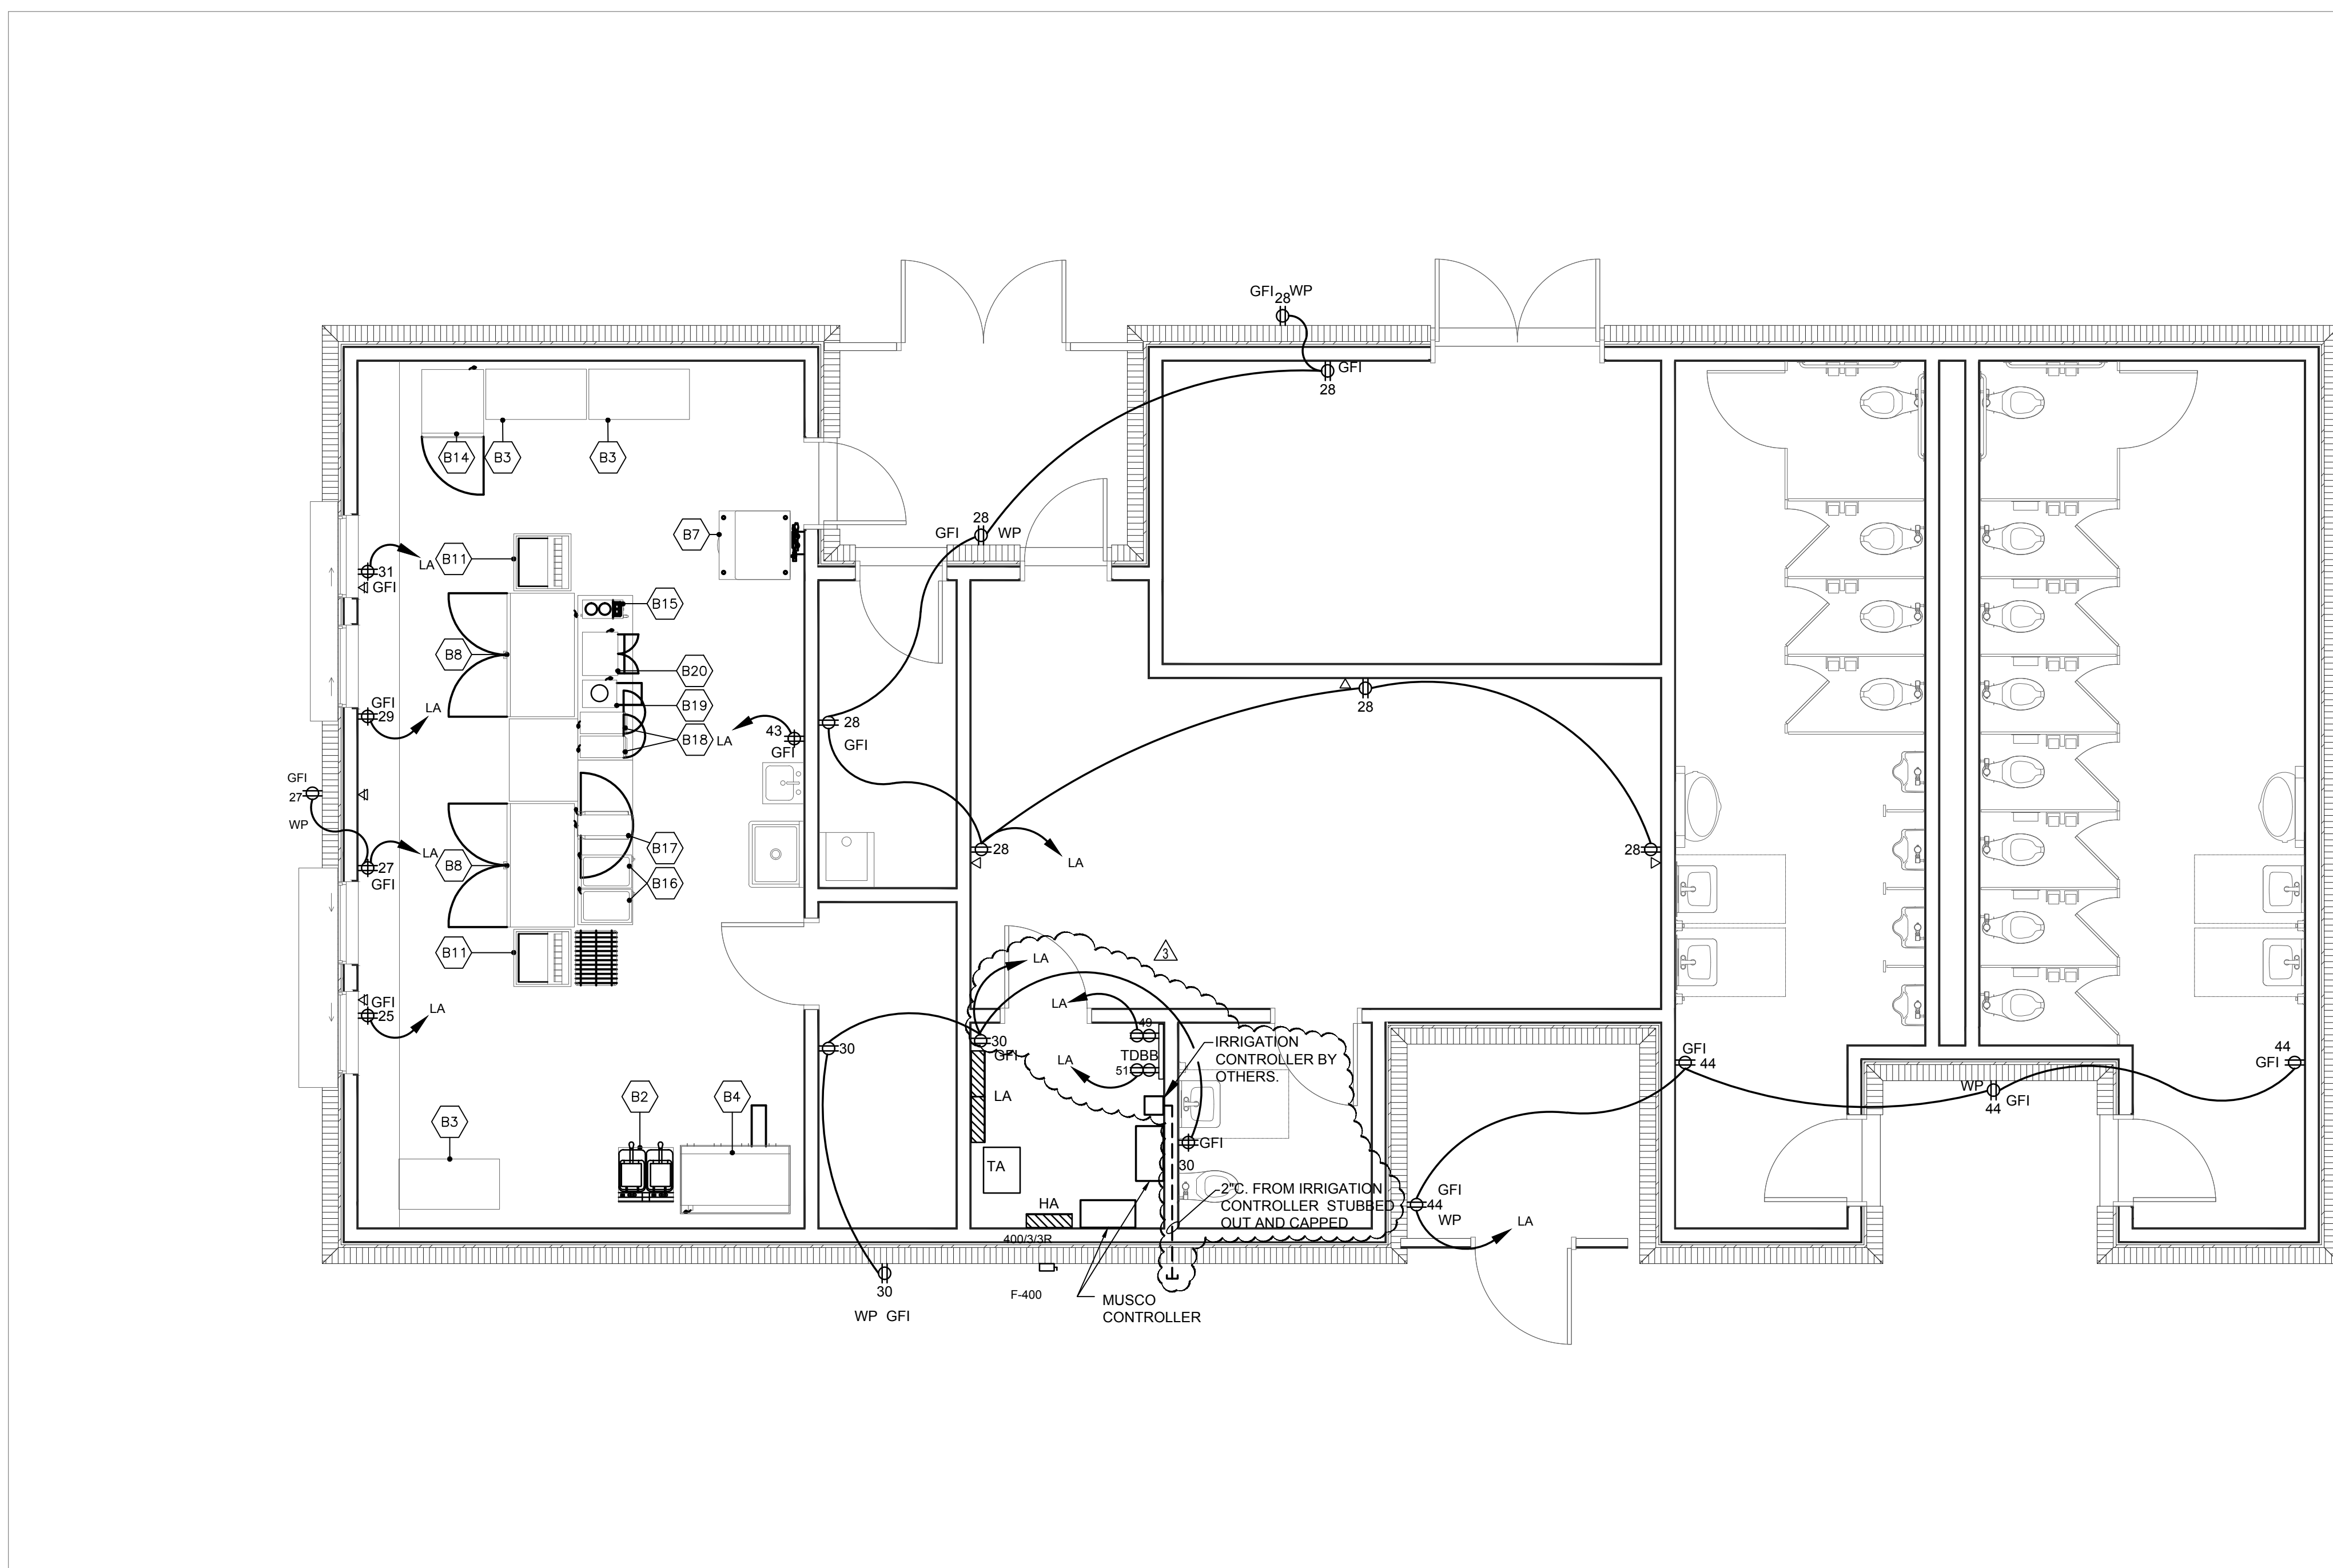 GFI 28 WP
GFI
28
B14
B3
B3
28
GFI WP
B7
B11
LA
31
GFI
B15
B8
B20
B19
B18
GFI
29
LA
43
LA
GFI
28
GFI
28
GFI
27
WP
B17
B16
B8
LA
27
GFI
28
LA
28
B11
GFI
25
LA
3
LA
LA
49
30
30
GFI
TDBB
LA
51
IRRIGATION
CONTROLLER BY
OTHERS.
GFI
44
44
GFI
WP
44
GFI
B2
B4
B3
LA
TA
HA
GFI
30
2"C. FROM IRRIGATION
CONTROLLER STUBBED
OUT AND CAPPED
GFI
44
WP
LA
400/3/3R
30
WP GFI
F-400
MUSCO
CONTROLLER